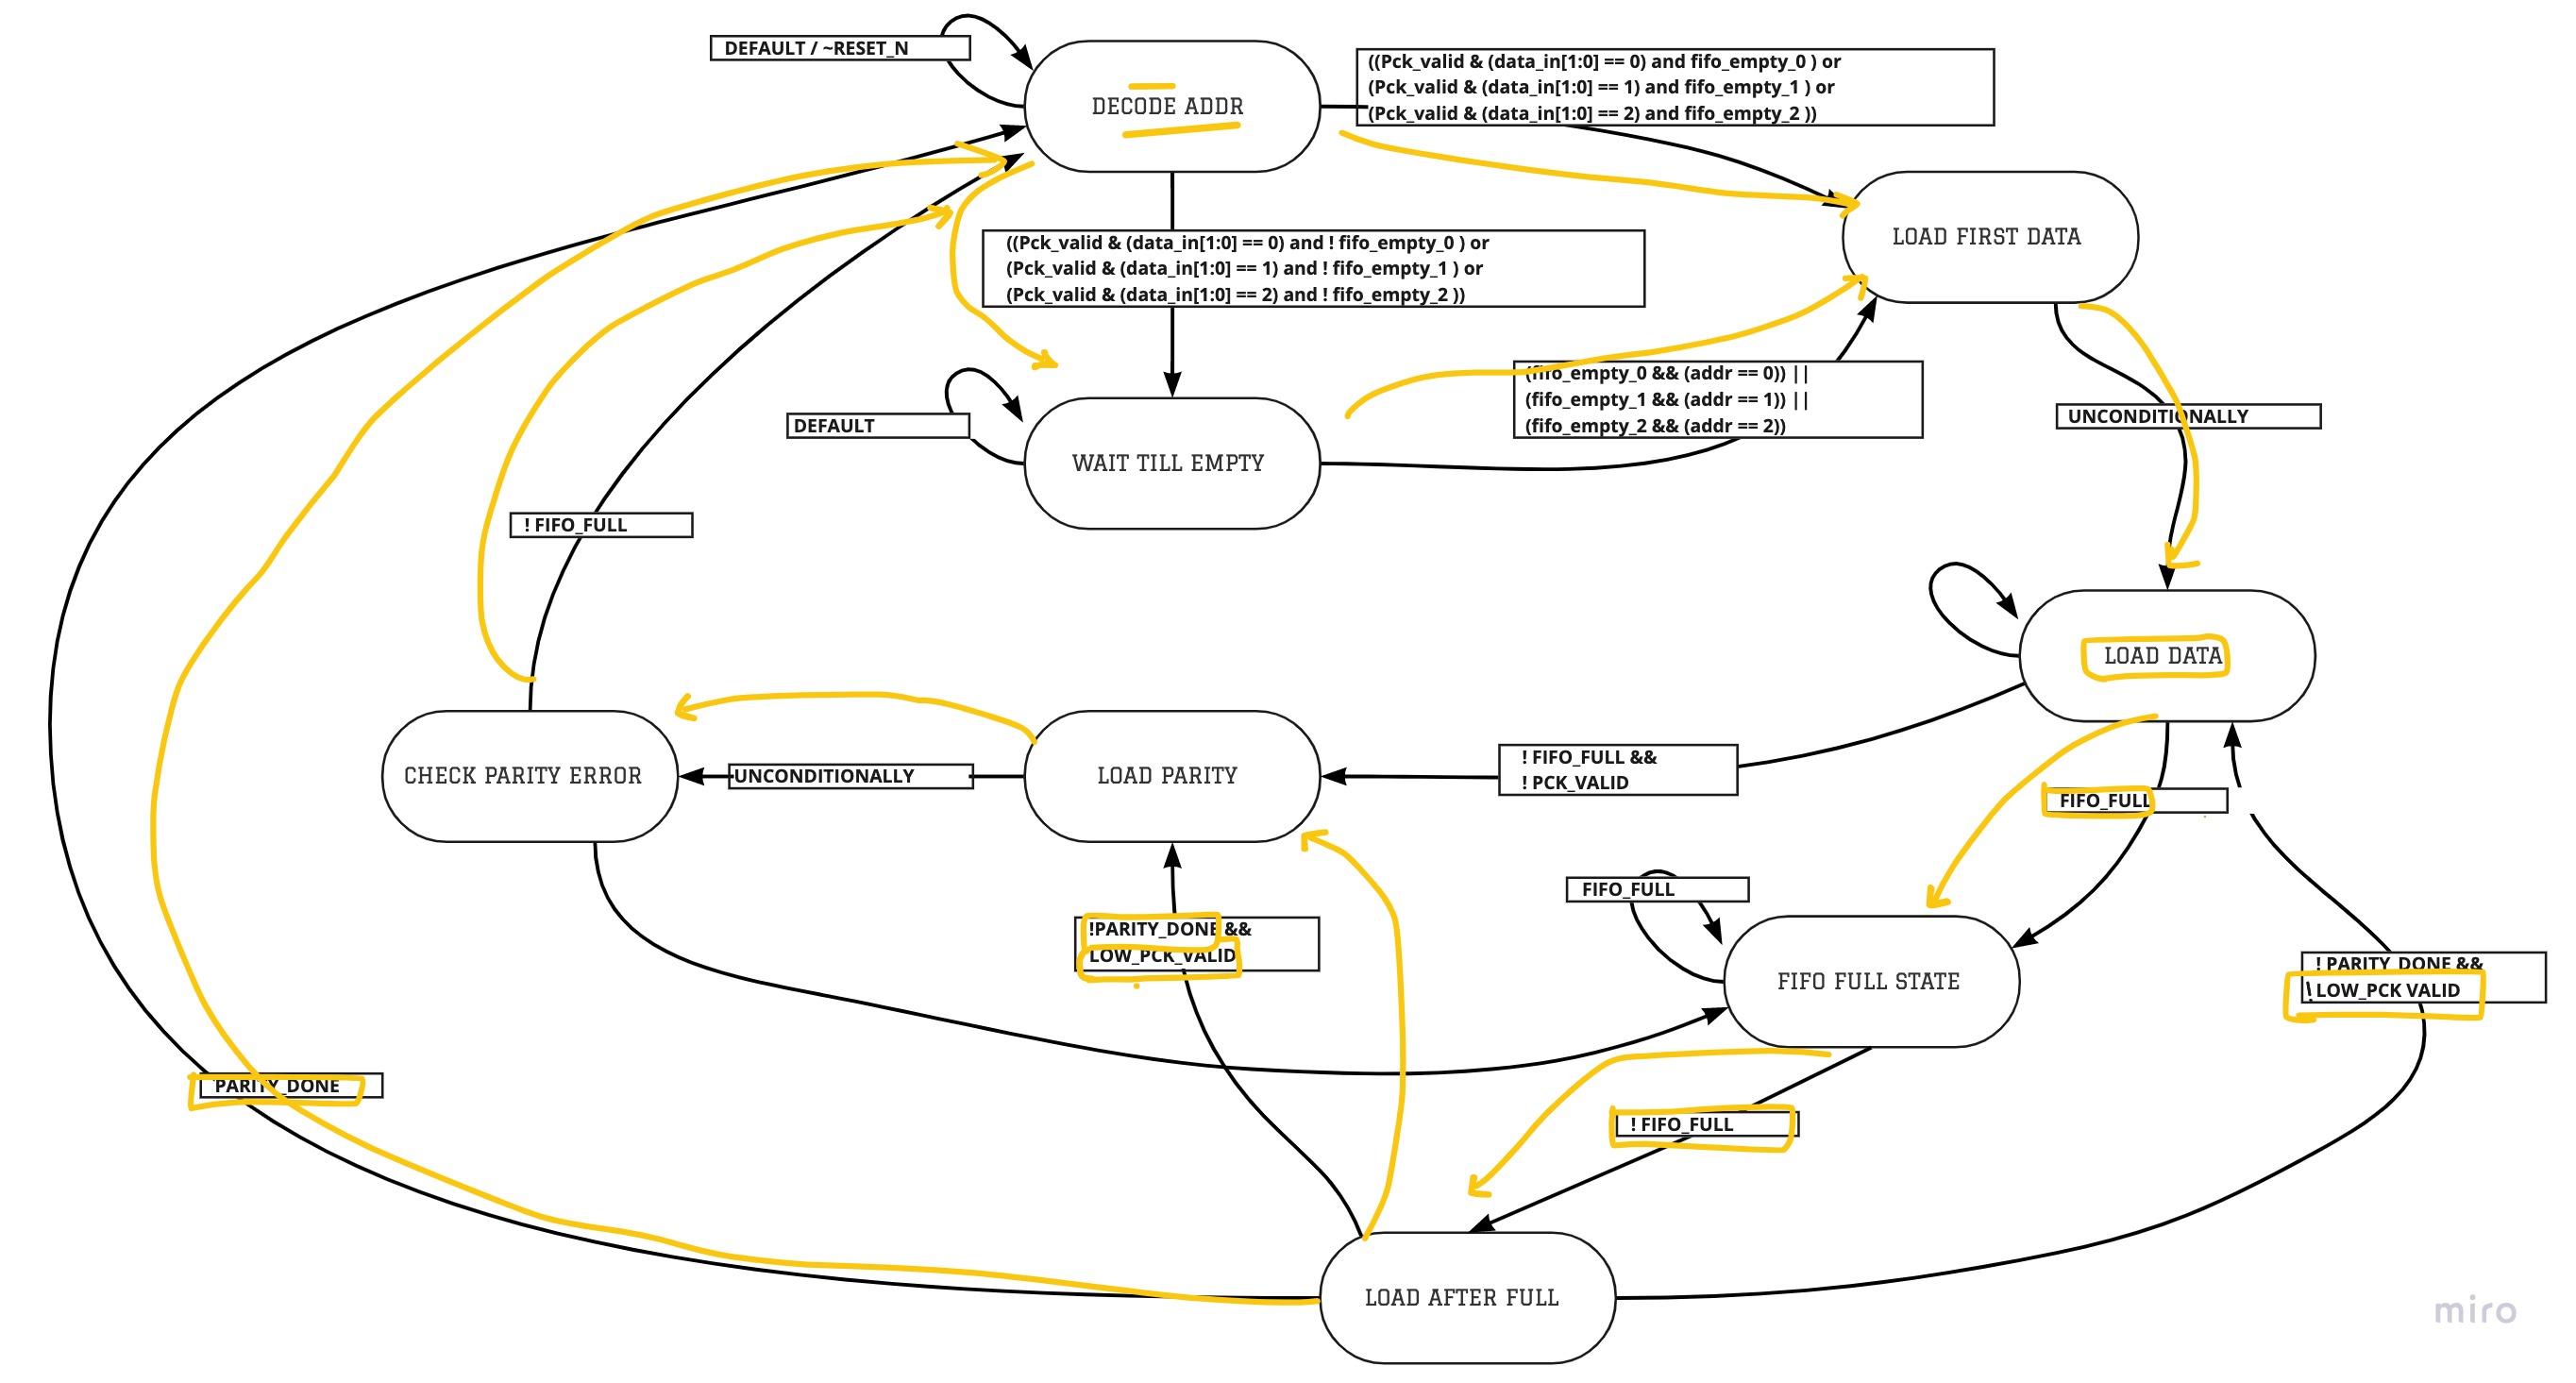 DEFAULT / ~RESET_N
DECODE ADDR
((Pck_valid & (data_in[1:0] == 0) and fifo_empty_0 ) or
(Pck_valid & (data_in[1:0] == 1) and fifo_empty_1 ) or
(Pck_valid & (data_in[1:0] == 2) and fifo_empty_2 ))
LOAD FIRST DATA
((Pck_valid & (data_in[1:0] == 0) and ! fifo_empty_0 ) or
(Pck_valid & (data_in[1:0] == 1) and ! fifo_empty_1 ) or
(Pck_valid & (data_in[1:0] == 2) and ! fifo_empty_2 ))
DEFAULT
WAIT TILL EMPTY
(fifo_empty_0 && (addr == 0)) ||
(fifo_empty_1 && (addr == 1)) ||
(fifo_empty_2 && (addr == 2))
UNCONDITIONALLY
! FIFO_FULL
LOAD DATA
CHECK PARITY ERROR
UNCONDITIONALLY
LOAD PARITY
! FIFO_FULL &&
! PCK_VALID
FIFO_FULL
FIFO_FULL
!PARITY_DONE &&
LOW_PCK_VALID
FIFO FULL STATE
! PARITY_DONE &&
! LOW_PCK VALID
PARITY_DONE
! FIFO_FULL
LOAD AFTER FULL
miro